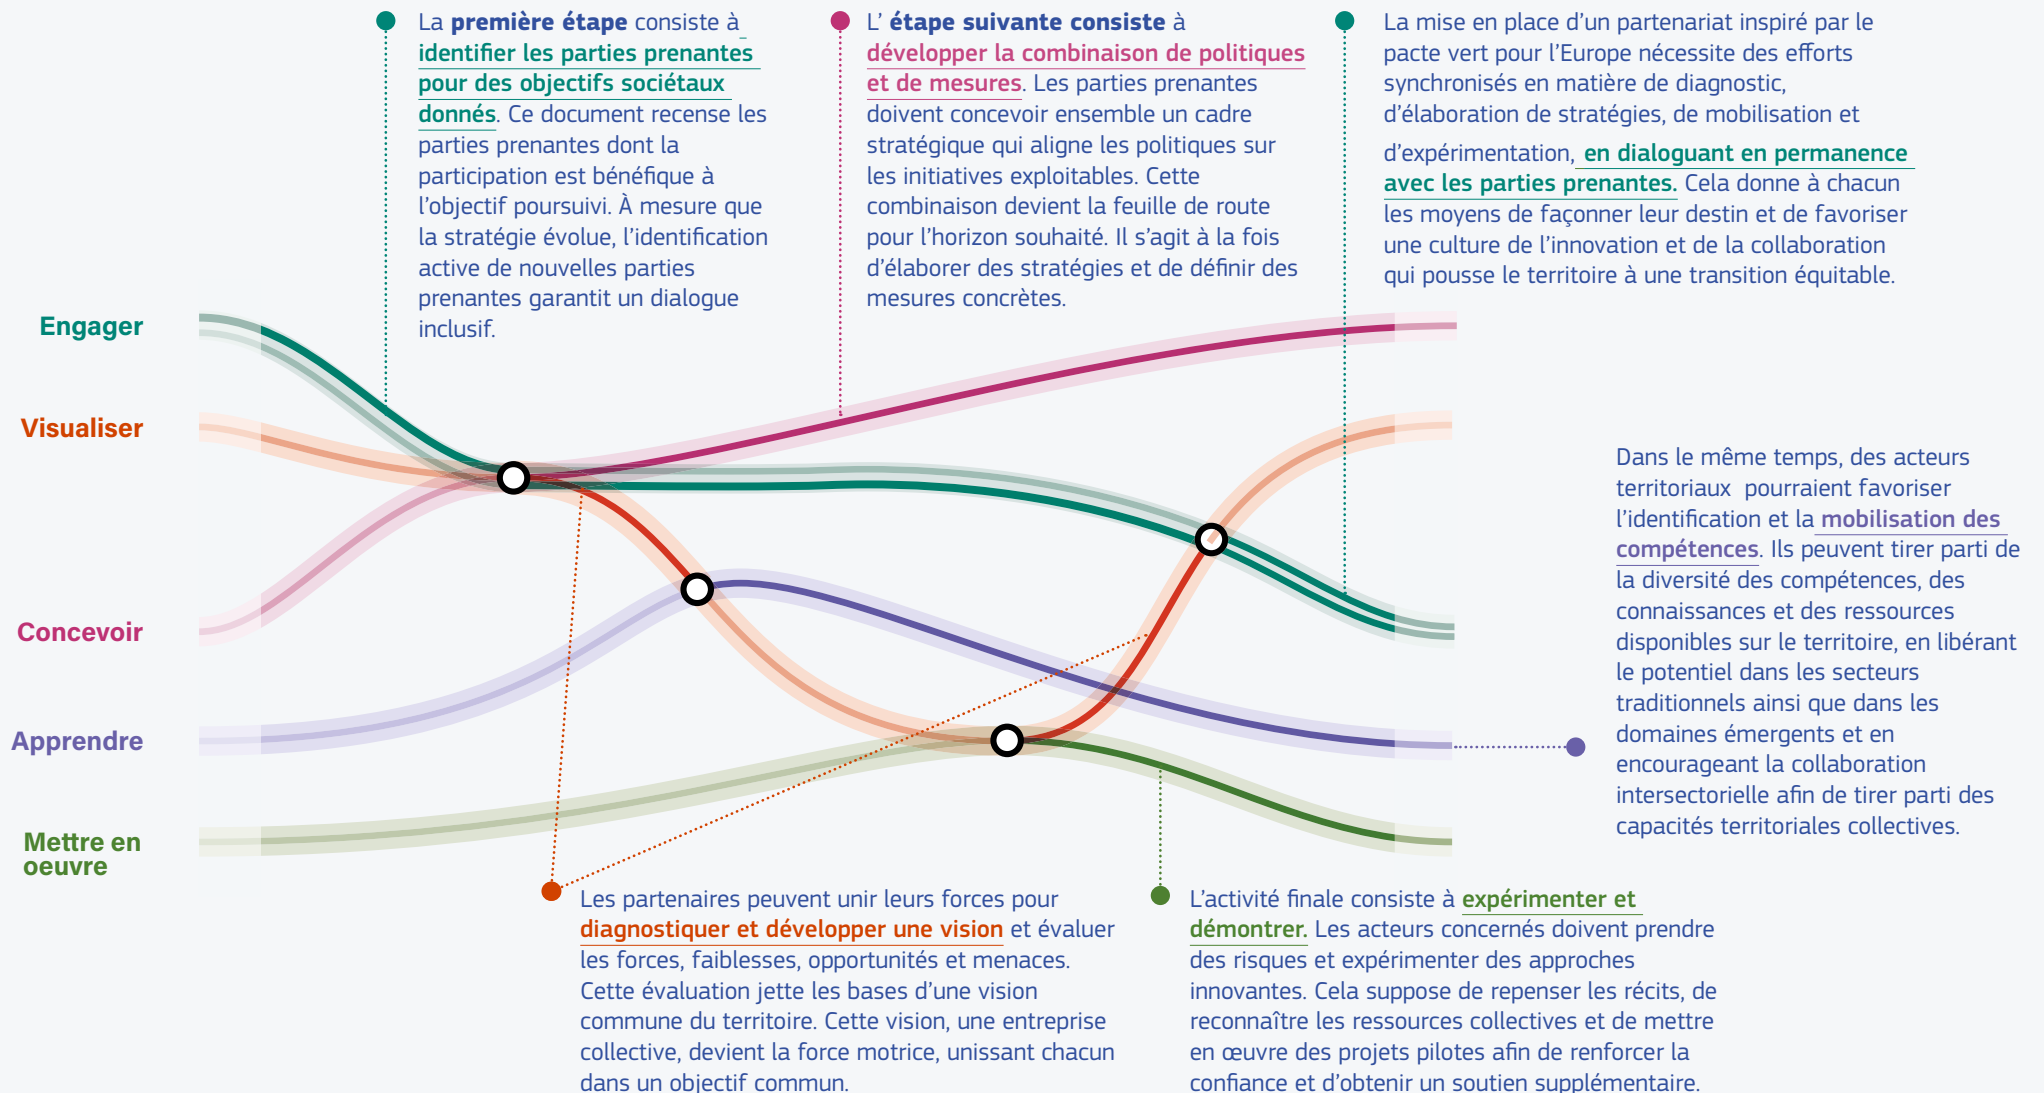 La première étape consiste à
identifier les parties prenantes
pour des objectifs sociétaux
donnés. Ce document recense les
parties prenantes dont la
participation est bénéfique à
l'objectif poursuivi. À mesure que
la stratégie évolue, l'identification
active de nouvelles parties
prenantes garantit un dialogue
inclusif.
L' étape suivante consiste à
développer la combinaison de politiques
et de mesures. Les parties prenantes
doivent concevoir ensemble un cadre
stratégique qui aligne les politiques sur
les initiatives exploitables. Cette
combinaison devient la feuille de route
pour l'horizon souhaité. Il s'agit à la fois
d'élaborer des stratégies et de définir des
mesures concrètes.
La mise en place d'un partenariat inspiré par le
pacte vert pour l'Europe nécessite des efforts
synchronisés en matière de diagnostic,
d'élaboration de stratégies, de mobilisation et
d'expérimentation, en dialoguant en permanence
avec les parties prenantes. Cela donne à chacun
les moyens de façonner leur destin et de favoriser
une culture de l'innovation et de la collaboration
qui pousse le territoire à une transition équitable.
Engager
Visualiser
Concevoir
Apprendre
Mettre en
oeuvre
Dans le même temps, des acteurs
territoriaux pourraient favoriser
l'identification et la mobilisation des
compétences. Ils peuvent tirer parti de
la diversité des compétences, des
connaissances et des ressources
disponibles sur le territoire, en libérant
le potentiel dans les secteurs
traditionnels ainsi que dans les
domaines émergents et en
encourageant la collaboration
intersectorielle afin de tirer parti des
capacités territoriales collectives.
Les partenaires peuvent unir leurs forces pour
diagnostiquer et développer une vision et évaluer
les forces, faiblesses, opportunités et menaces.
Cette évaluation jette les bases d'une vision
commune du territoire. Cette vision, une entreprise
collective, devient la force motrice, unissant chacun
dans un objectif commun.
L'activité finale consiste à expérimenter et
démontrer. Les acteurs concernés doivent prendre
des risques et expérimenter des approches
innovantes. Cela suppose de repenser les récits, de
reconnaître les ressources collectives et de mettre
en œuvre des projets pilotes afin de renforcer la
confiance et d'obtenir un soutien supplémentaire.